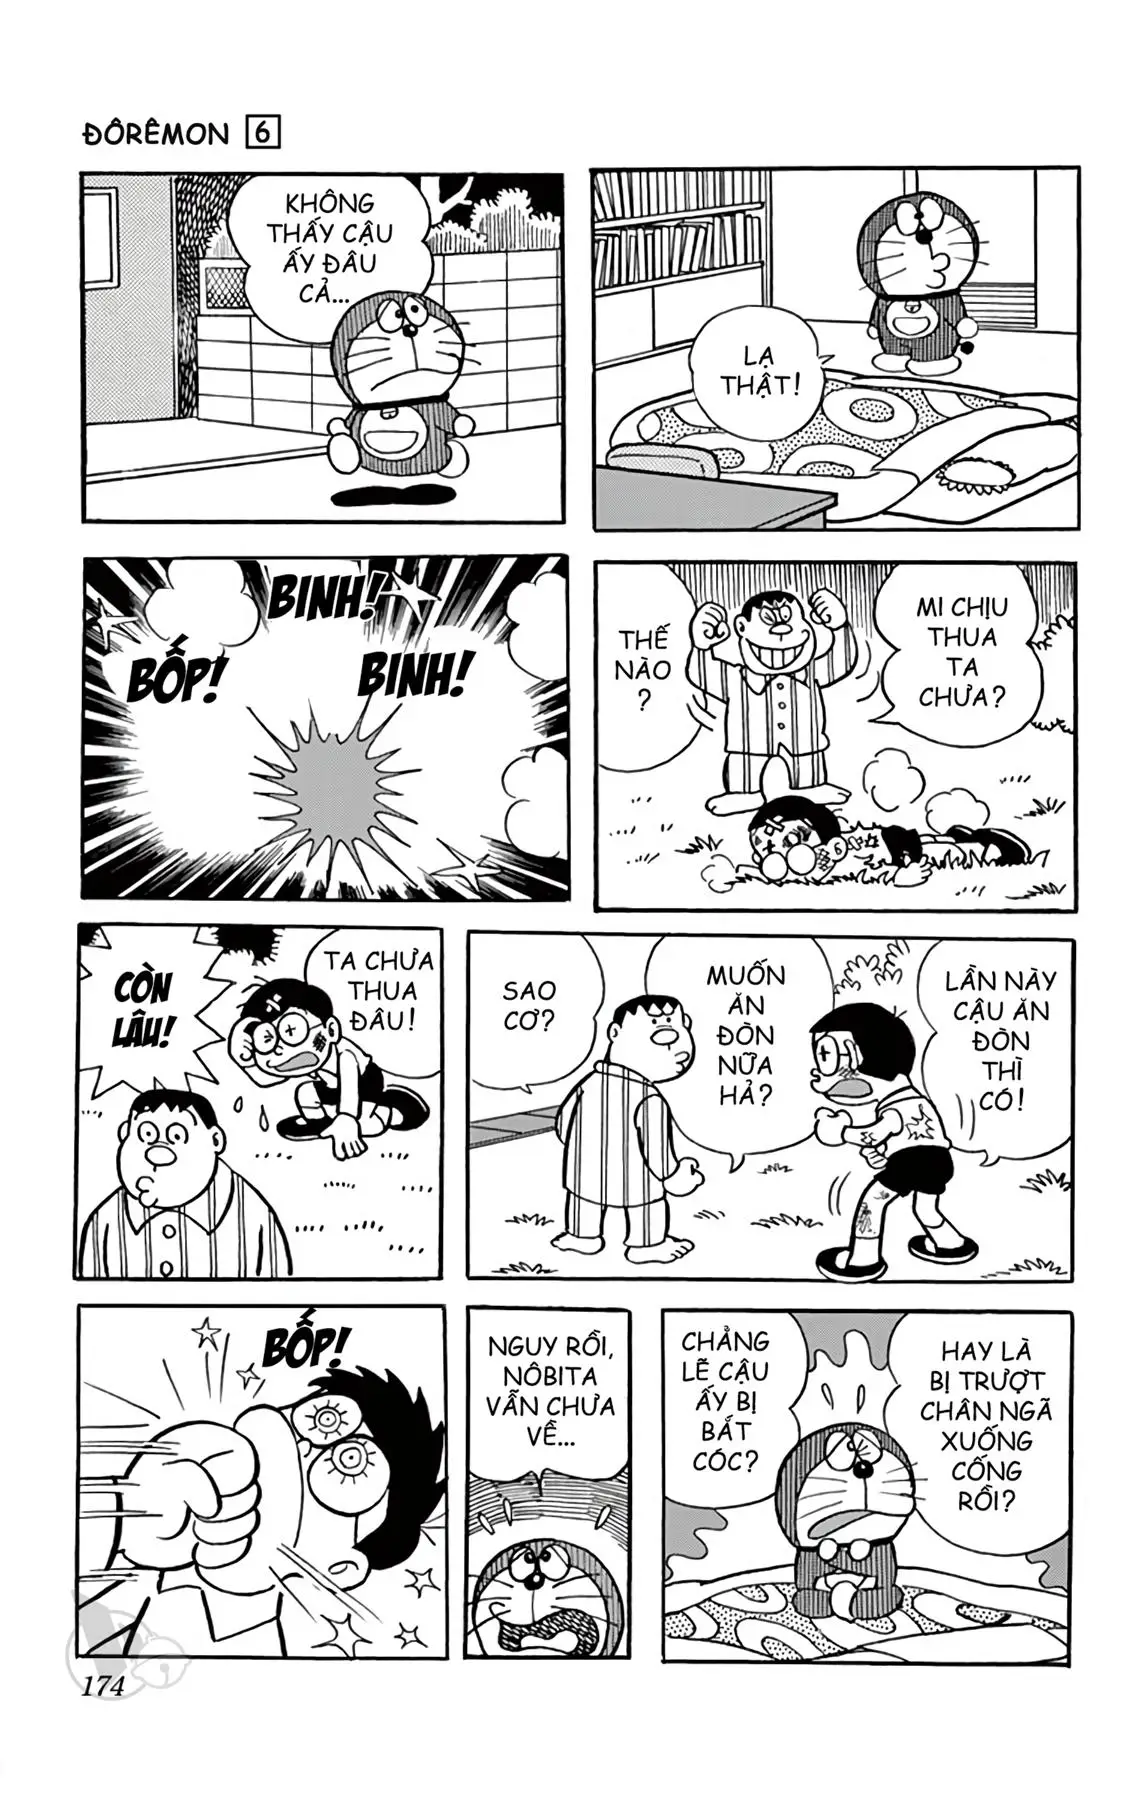 ĐÔRÊMON 6
KHÔNG
THẤY CẬU
ẤY ĐÂU
CẢ...
LẠ
THẬT!
BINH!
BỐP!
BINH!
THẾ
NÀO
?
MI CHỊU
THUA
TA
CHƯA?
CÒN
LÂU!
TA CHƯA
THUA
ĐÂU!
SAO
CƠ?
MUỐN
ĂN
ĐÒN
NỮA
HẢ?
LẦN NÀY
CẬU ĂN
ĐÒN
THÌ
CÓ!
BỐP!
NGUY RỒI,
NÔBITA
VẪN CHƯA
VỀ...
CHẲNG
LẼ CẬU
ẤY BỊ
BẮT
CÓC?
HAY LÀ
BỊ TRƯỢT
CHÂN NGÃ
XUỐNG
CỐNG
RỒI?
174